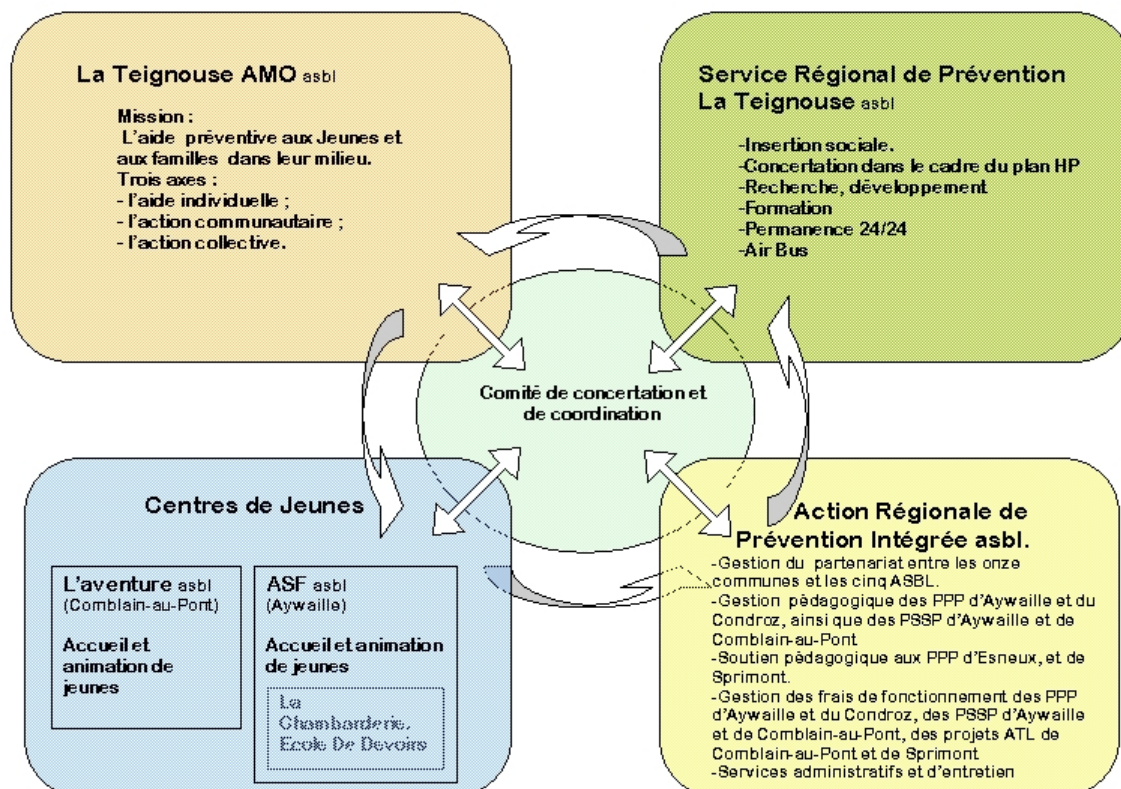 La Teignouse AMO asbl
Mission :
L'aide préventive aux Jeunes et
aux familles dans leur milieu.
Trois axes :
- l'aide individuelle ;
- l'action communautaire ;
- l'action collective.
Service Régional de Prévention
La Teignouse asbl
-Insertion sociale.
-Concertation dans le cadre du plan HP
-Recherche, développement
-Formation
-Permanence 24/24
-Air Bus
Comité de concertation et
de coordination
Centres de Jeunes
L'aventure asbl
(Comblain-au-Pont)
Accueil et
animation de
jeunes
ASF asbl
(Aywaille)
Accueil et animation
de jeunes
La
Chambarderie.
Ecole De Devoirs
Action Régionale de
Prévention Intégrée asbl.
-Gestion du partenariat entre les onze
communes et les cinq ASBL.
-Gestion pédagogique des PPP d'Aywaille et du
Condroz, ainsi que des PSSP d'Aywaille et de
Comblain-au-Pont
-Soutien pédagogique aux PPP d'Esneux, et de
Sprimont.
-Gestion des frais de fonctionnement des PPP
d'Aywaille et du Condroz, des PSSP d'Aywaille
et de Comblain-au-Pont, des projets ATL de
Comblain-au-Pont et de Sprimont
-Services administratifs et d'entretien